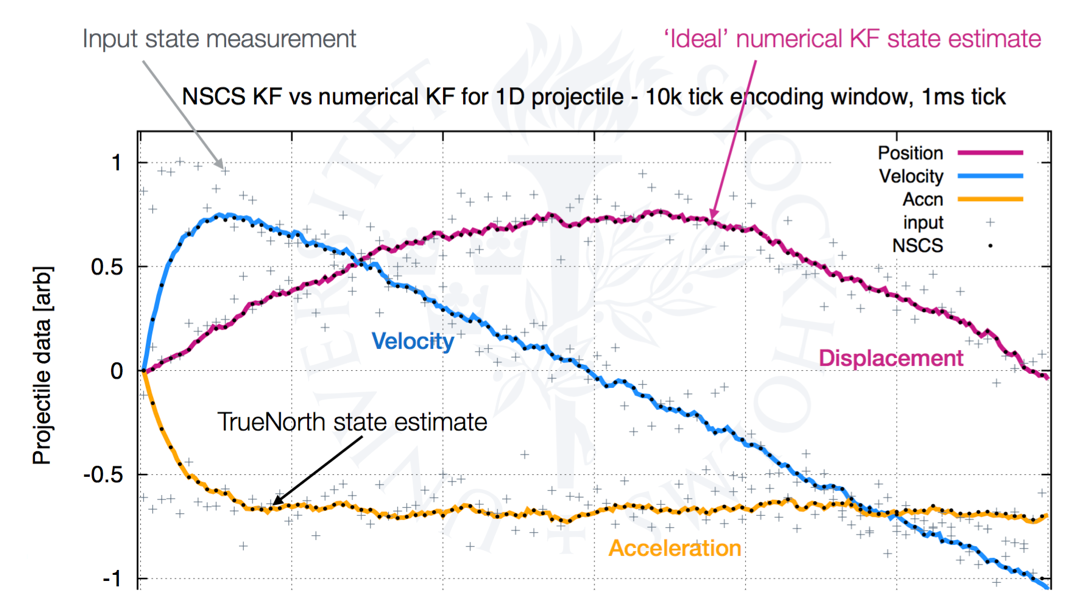 Input state measurement
‘Ideal’ numerical KF state estimate
NSCS KF vs numerical KF for 1D projectile - 10k tick encoding window, 1ms tick
Position
Velocity
Accn
input
NSCS
1
0.5
0
-0.5
-1
Projectile data [arb]
Velocity
Displacement
TrueNorth state estimate
Acceleration